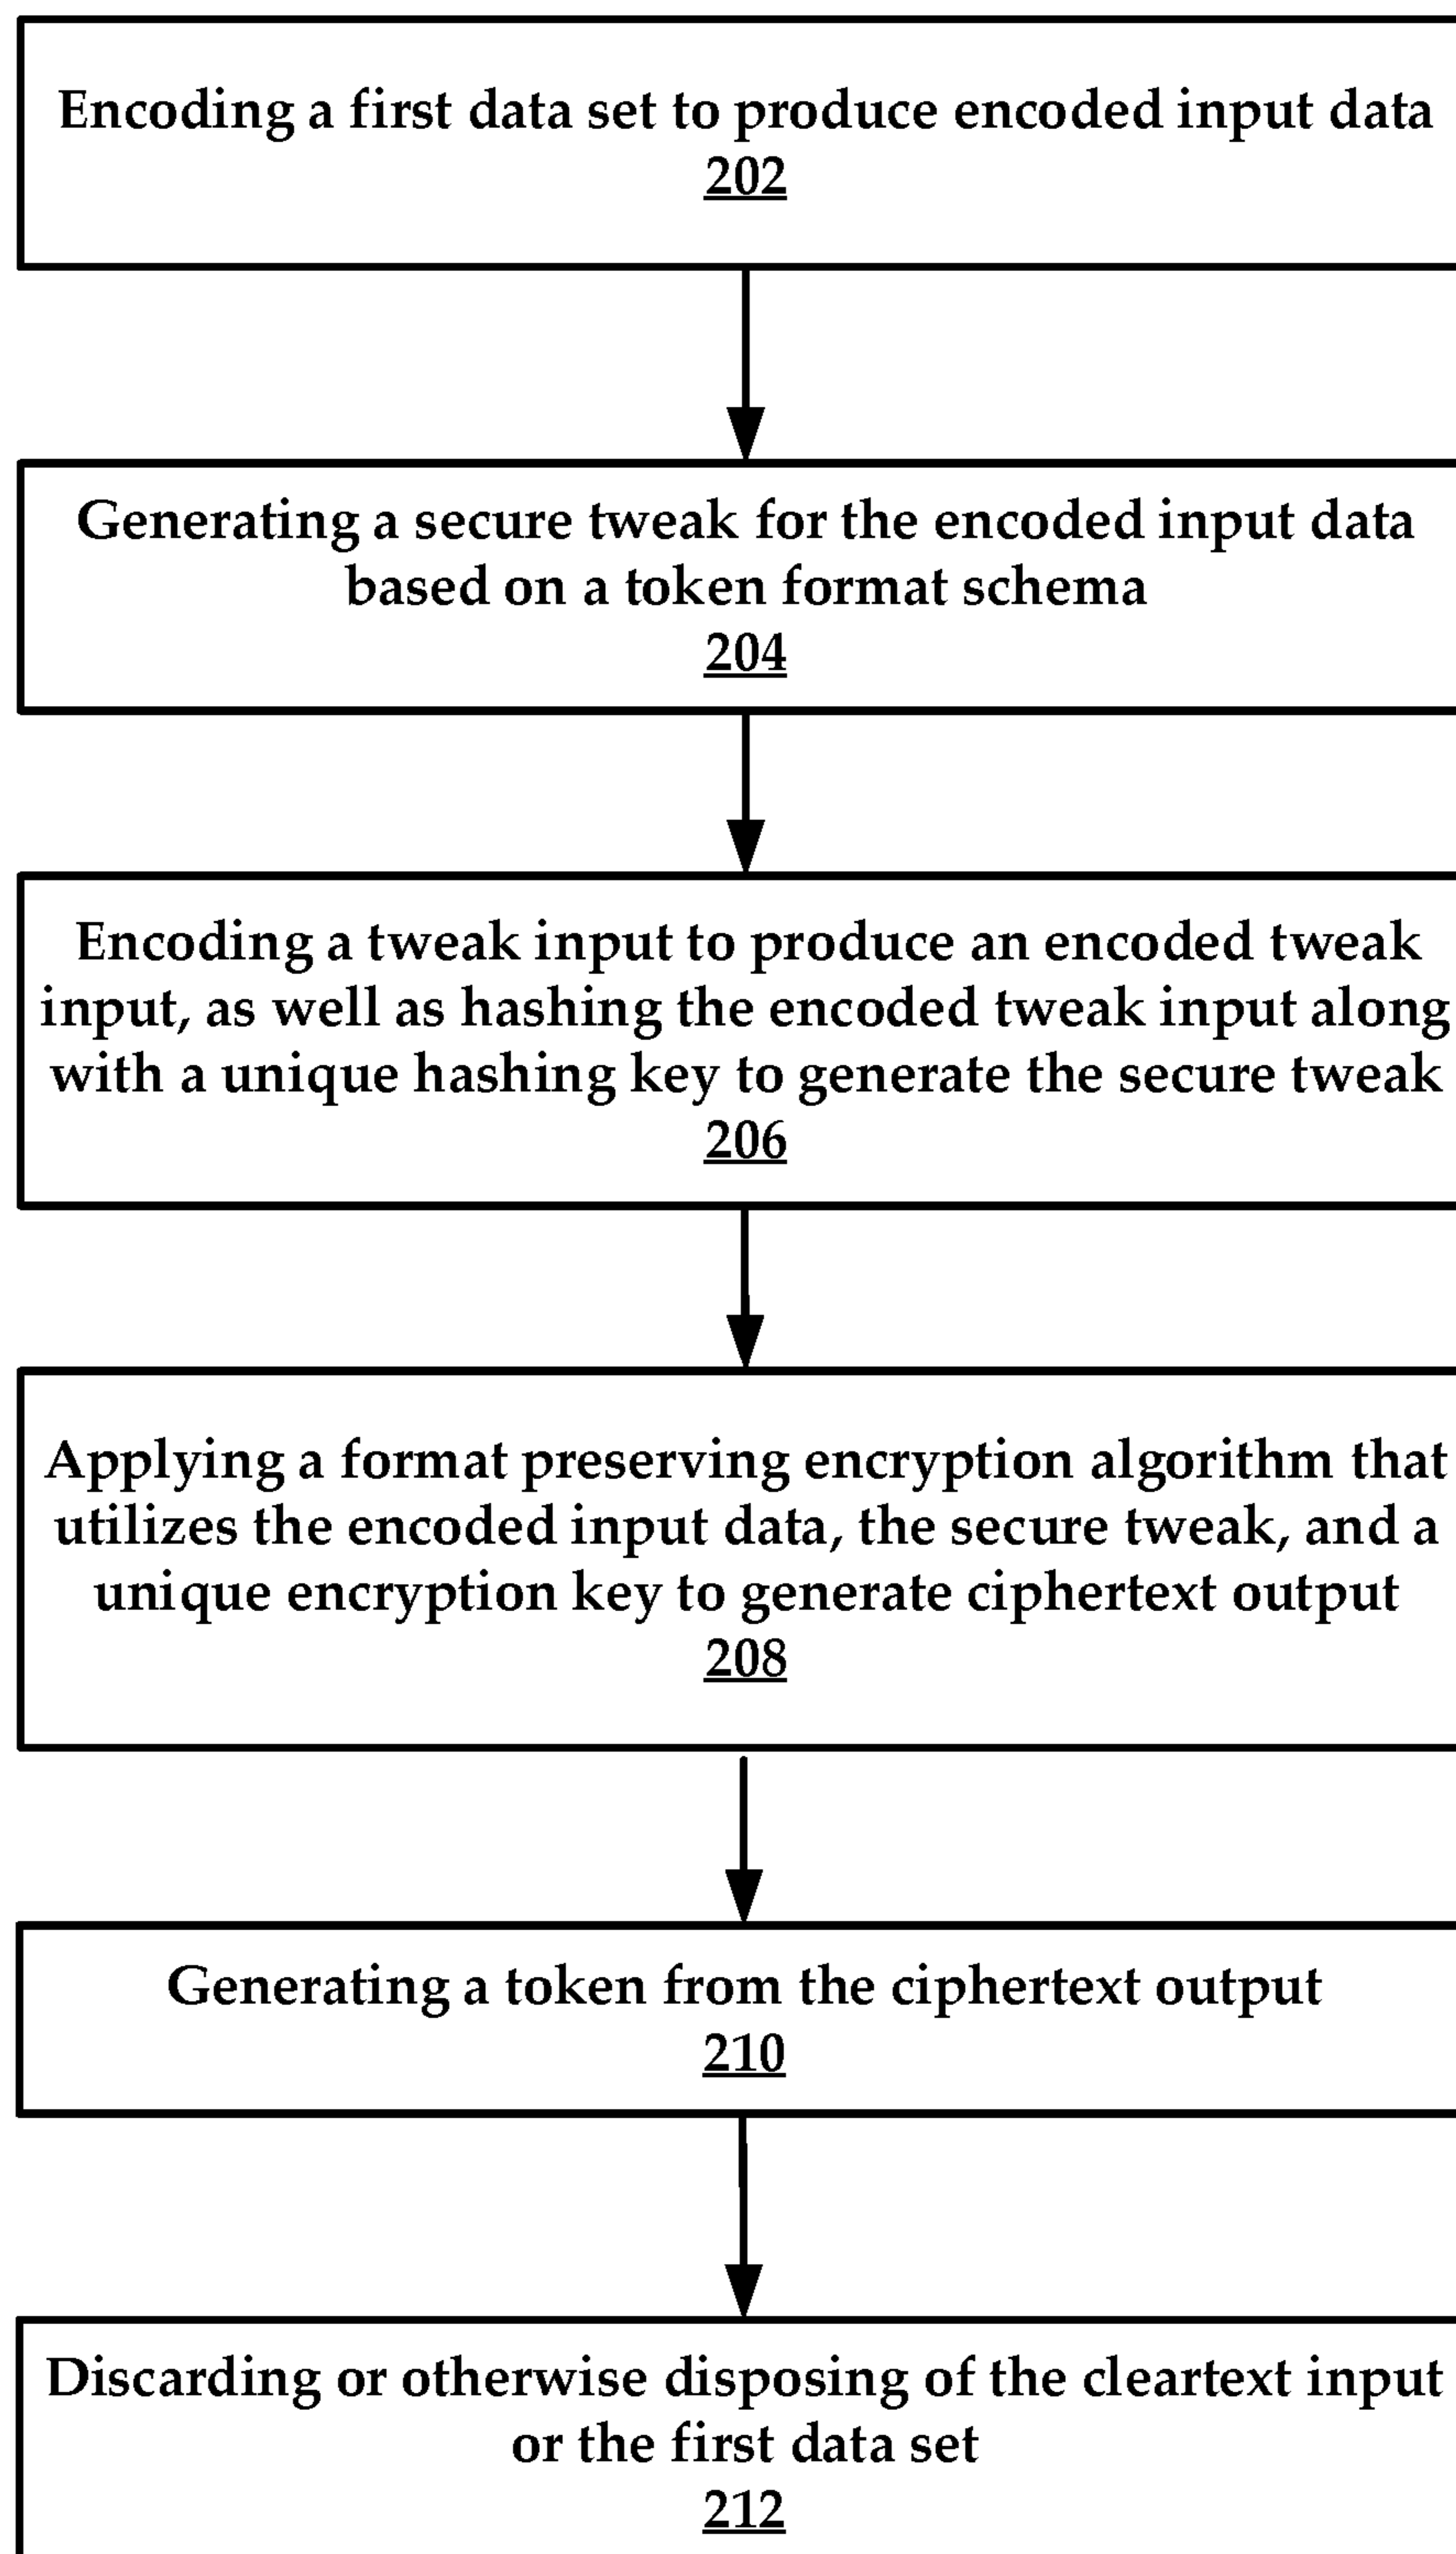 Encoding a first data set to produce encoded input data
202
Generating a secure tweak for the encoded input data
based on a token format schema
204
Encoding a tweak input to produce an encoded tweak
input, as well as hashing the encoded tweak input along
with a unique hashing key to generate the secure tweak
206
Applying a format preserving encryption algorithm that
utilizes the encoded input data, the secure tweak, and a
unique encryption key to generate ciphertext output
208
Generating a token from the ciphertext output
210
Discarding or otherwise disposing of the cleartext input
or the first data set
212